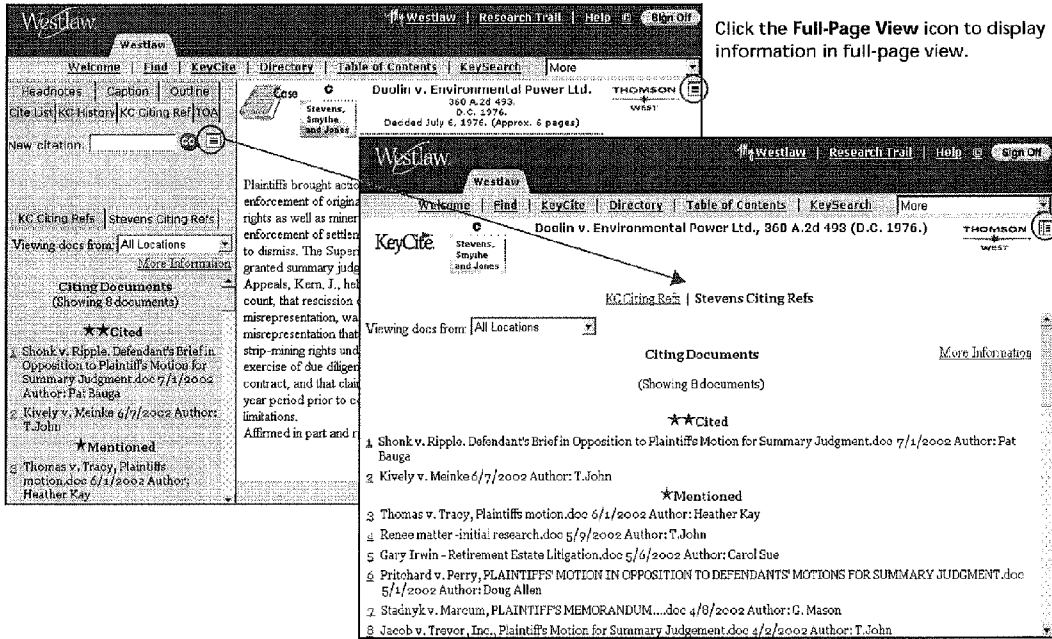 Click the Full-Page View icon to display
information in full-page view.
Westlaw.
Westlaw | Research Trail | Help | Sign Off
Westlaw
Welcome | Find | KeyCite | Directory | Table of Contents | KeySearch | More
Headnotes | Caption | Outline
Cite List | KC History | KC Citing Ref | TOA
New citation: GO
KC Citing Refs | Stevens Citing Refs
Viewing docs from: All Locations
More Information
Citing Documents
(Showing 8 documents)
★★Cited
1 Shonk v. Ripple. Defendant's Brief in
Opposition to Plaintiff's Motion for
Summary Judgment.doc 7/1/2002
Author: Pat Bauga
2 Kively v. Meinke 6/7/2002 Author:
T.John
★Mentioned
3 Thomas v. Tracy, Plaintiffs
motion.doc 6/1/2002 Author:
Heather Kay
Case
C
Stevens,
Smythe
and Jones
Doolin v. Environmental Power Ltd.
360 A.2d 493.
D.C. 1976.
Decided July 6, 1976. (Approx. 6 pages)
THOMSON
WEST
Plaintiffs brought
enforcement of
rights as well as
enforcement of
to dismiss. The
granted summary
Appeals, Kern, J.,
count, that rescission
misrepresentation,
misrepresentation that
strip-mining rights
exercise of due
contract, and that
year period prior to
limitations.
Affirmed in part and
Westlaw.
Westlaw | Research Trail | Help | Sign Off
Westlaw
Welcome | Find | KeyCite | Directory | Table of Contents | KeySearch | More
KeyCite.
C
Stevens,
Smythe
and Jones
Doolin v. Environmental Power Ltd., 360 A.2d 493 (D.C. 1976.)
THOMSON
WEST
KC Citing Refs | Stevens Citing Refs
Viewing docs from: All Locations
Citing Documents
More Information
(Showing 8 documents)
★★Cited
1 Shonk v. Ripple. Defendant's Brief in Opposition to Plaintiff's Motion for Summary Judgment.doc 7/1/2002 Author: Pat
Bauga
2 Kively v. Meinke 6/7/2002 Author: T.John
★Mentioned
3 Thomas v. Tracy, Plaintiffs motion.doc 6/1/2002 Author: Heather Kay
4 Renee matter -initial research.doc 5/9/2002 Author: T.John
5 Gary Irwin - Retirement Estate Litigation.doc 5/6/2002 Author: Carol Sue
6 Pritchard v. Perry, PLAINTIFFS' MOTION IN OPPOSITION TO DEFENDANTS' MOTIONS FOR SUMMARY JUDGMENT.doc
5/1/2002 Author: Doug Allen
7 Stadnyk v. Marcum, PLAINTIFF'S MEMORANDUM....doc 4/8/2002 Author: G. Mason
8 Jacob v. Trevor, Inc., Plaintiff's Motion for Summary Judgement.doc 4/2/2002 Author: T.John